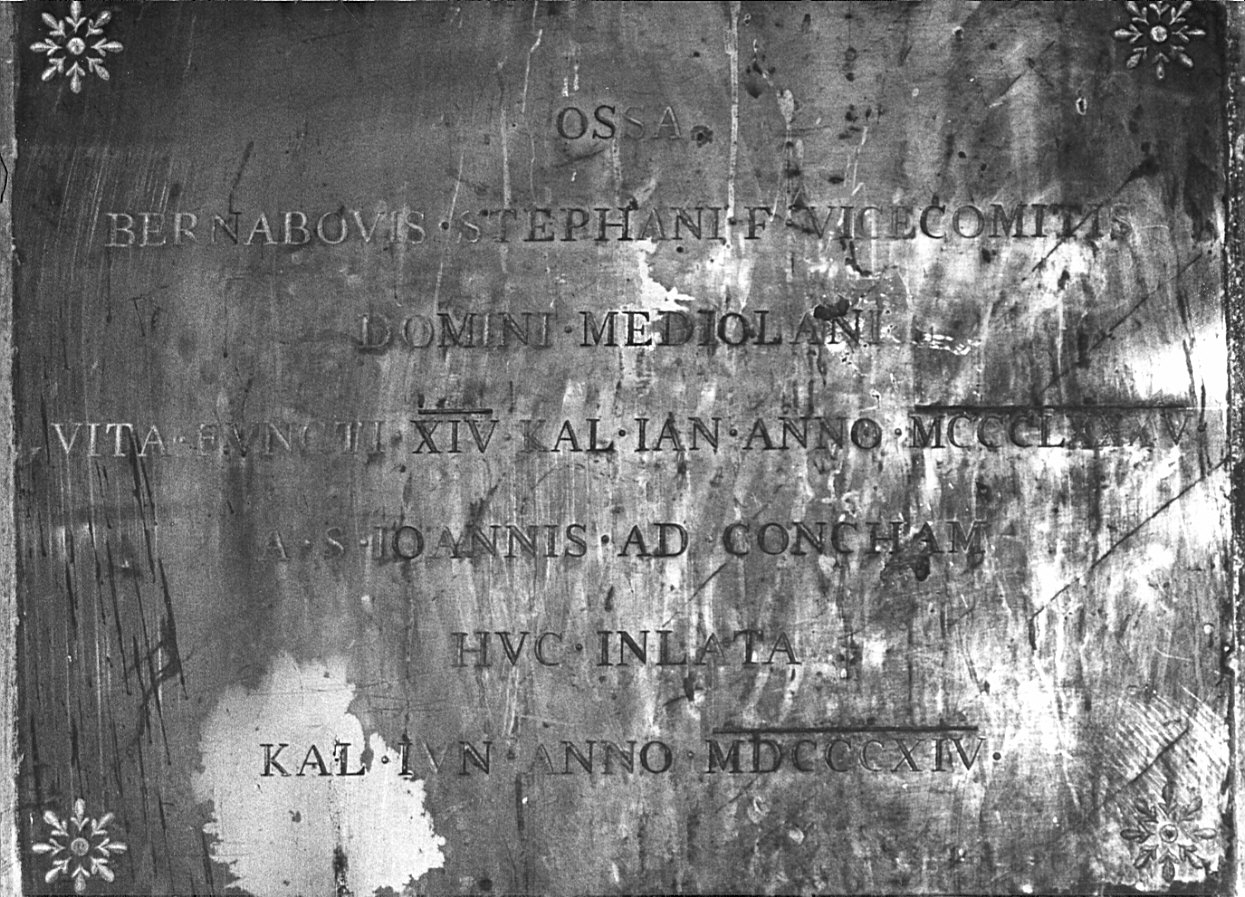 OSSA
BERNABOVIS·STEPHANI·F·VICECOMITIS
DOMINI·MEDIOLANI
VITA·FVNCTI·XIV·KAL·IAN·ANNO·MCCCLXXXV·
A·S·IOANNIS·AD·CONCHAM
HVC·INLATA
KAL·IVN·ANNO·MDCCCXIV·